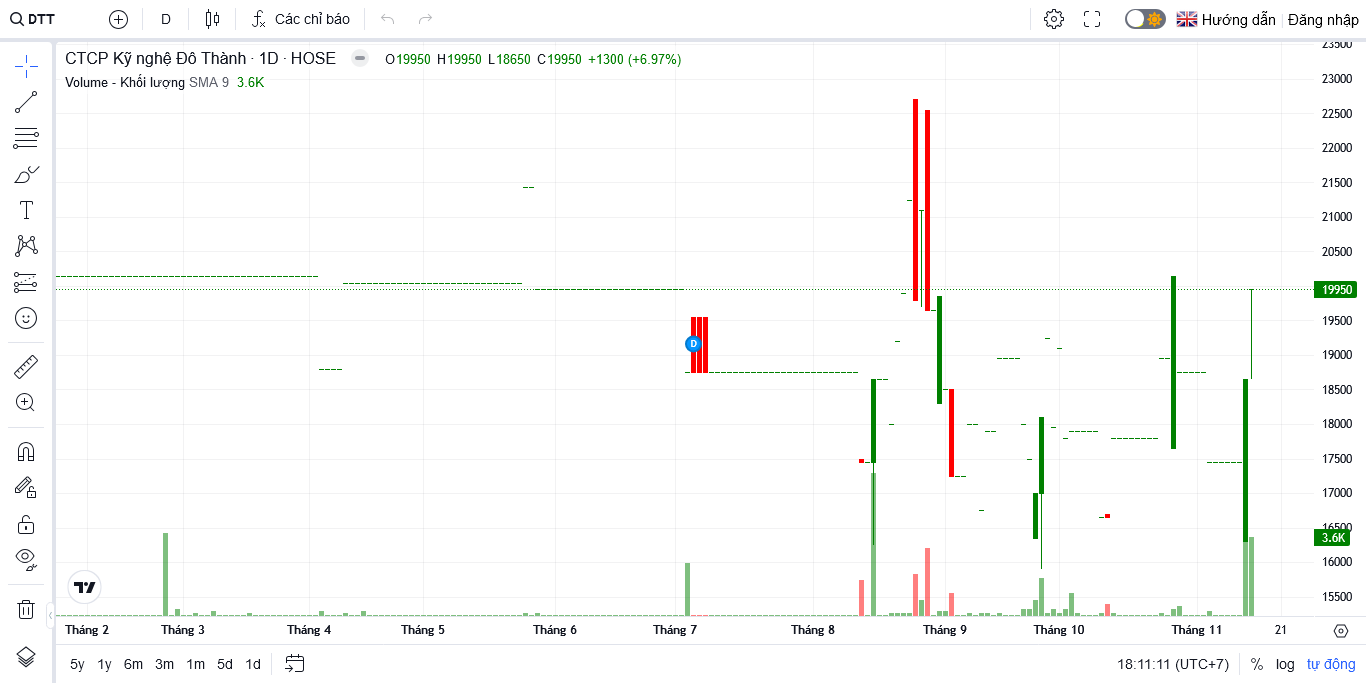 DTT D Các chỉ báo Hướng dẫn Đăng nhập
CTCP Kỹ nghệ Đô Thành · 1D · HOSE O19950 H19950 L18650 C19950 +1300 (+6.97%)
Volume - Khối lượng SMA 9 3.6K
23500
23000
22500
22000
21500
21000
20500
19950
19500
19000
18500
18000
17500
17000
16500
3.6K
16000
15500
D
Tháng 2 Tháng 3 Tháng 4 Tháng 5 Tháng 6 Tháng 7 Tháng 8 Tháng 9 Tháng 10 Tháng 11 21
5y 1y 6m 3m 1m 5d 1d 18:11:11 (UTC+7) % log tự động